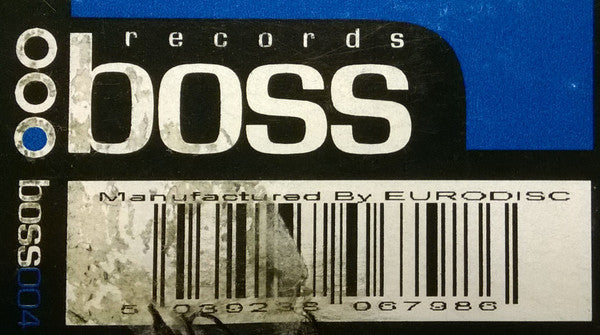 records
boss
boss004
Manufactured By EURODISC
5 039238 067986